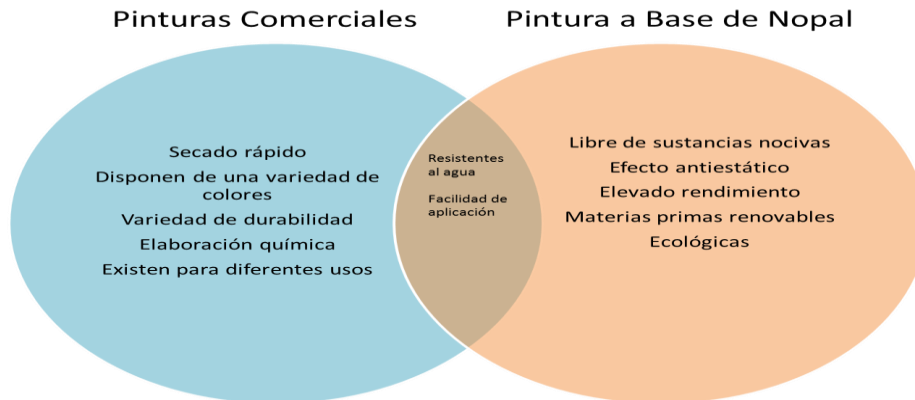 Pinturas Comerciales
Pintura a Base de Nopal
Secado rápido
Disponen de una variedad de
colores
Variedad de durabilidad
Elaboración química
Existen para diferentes usos
Resistentes
al agua
Facilidad de
aplicación
Libre de sustancias nocivas
Efecto antiestático
Elevado rendimiento
Materias primas renovables
Ecológicas